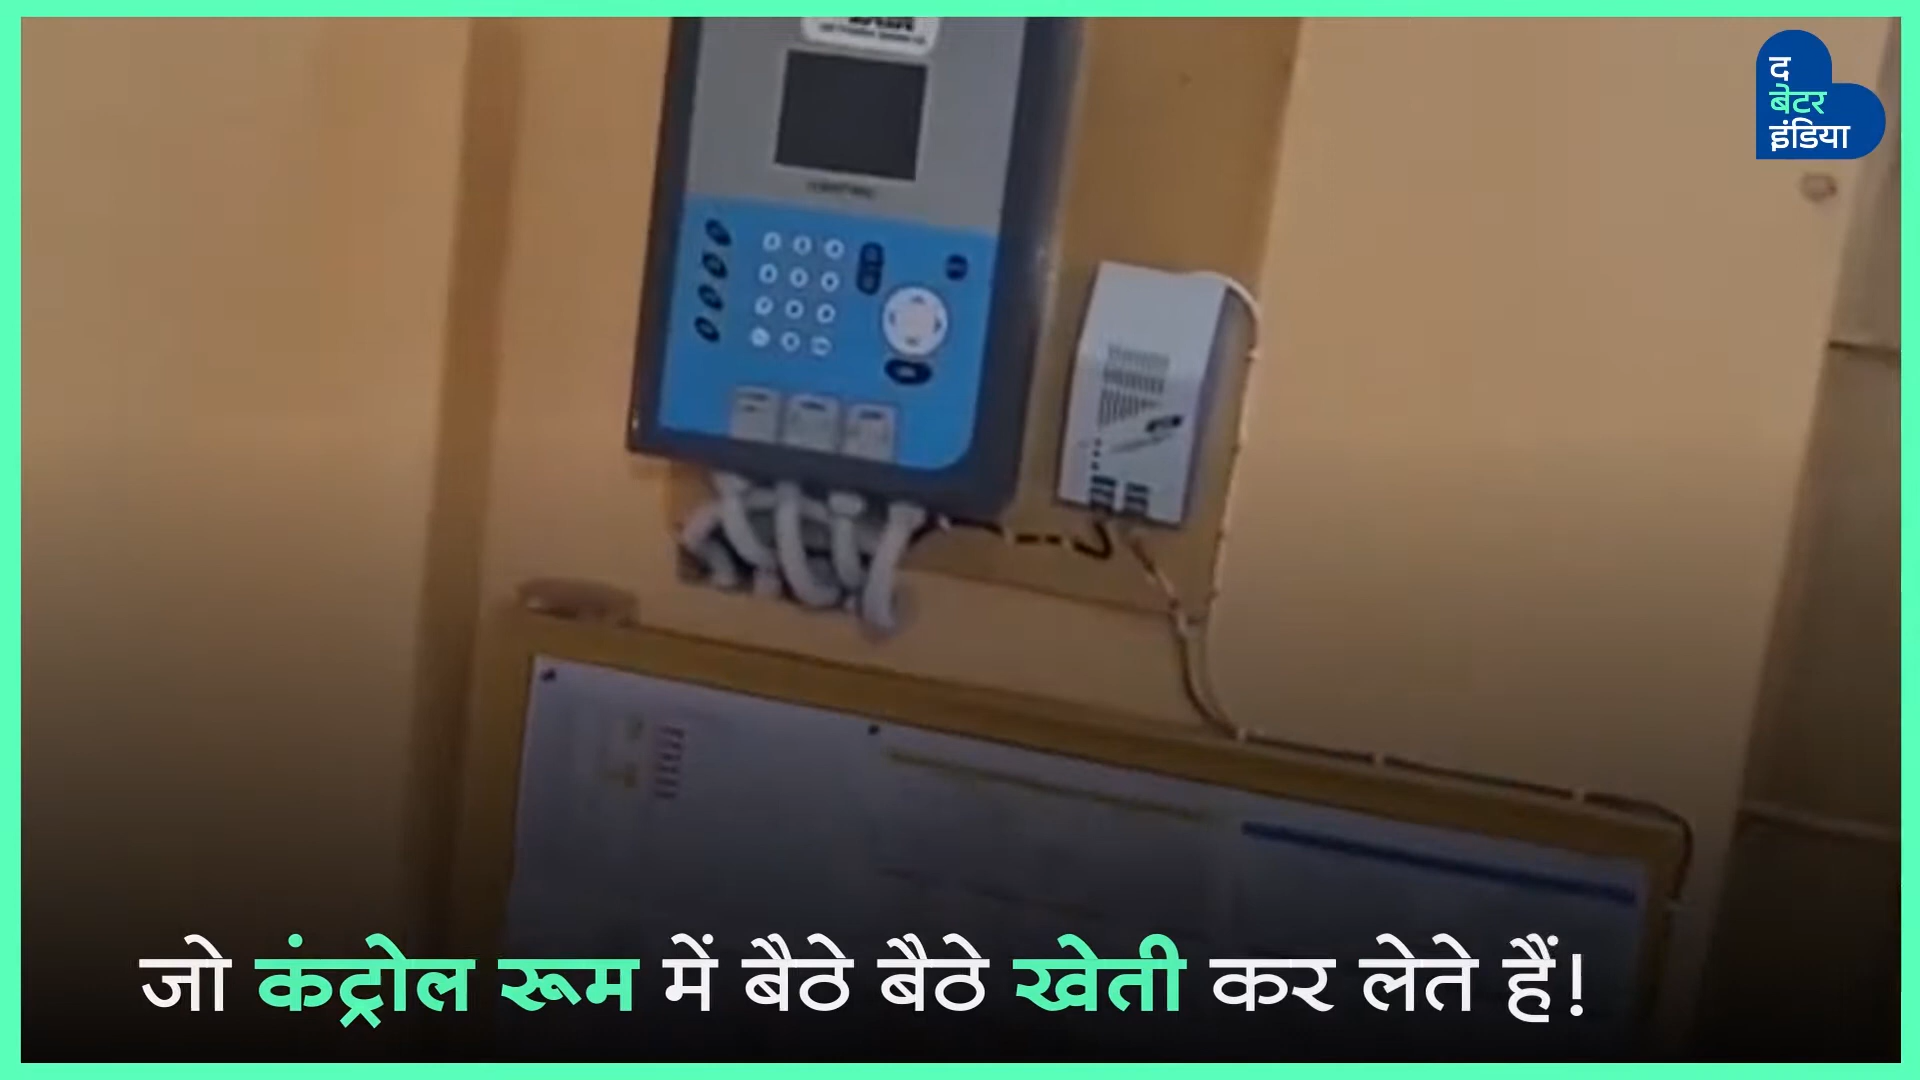 द
बेटर
इंडिया
जो कंट्रोल रूम में बैठे बैठे खेती कर लेते हैं!